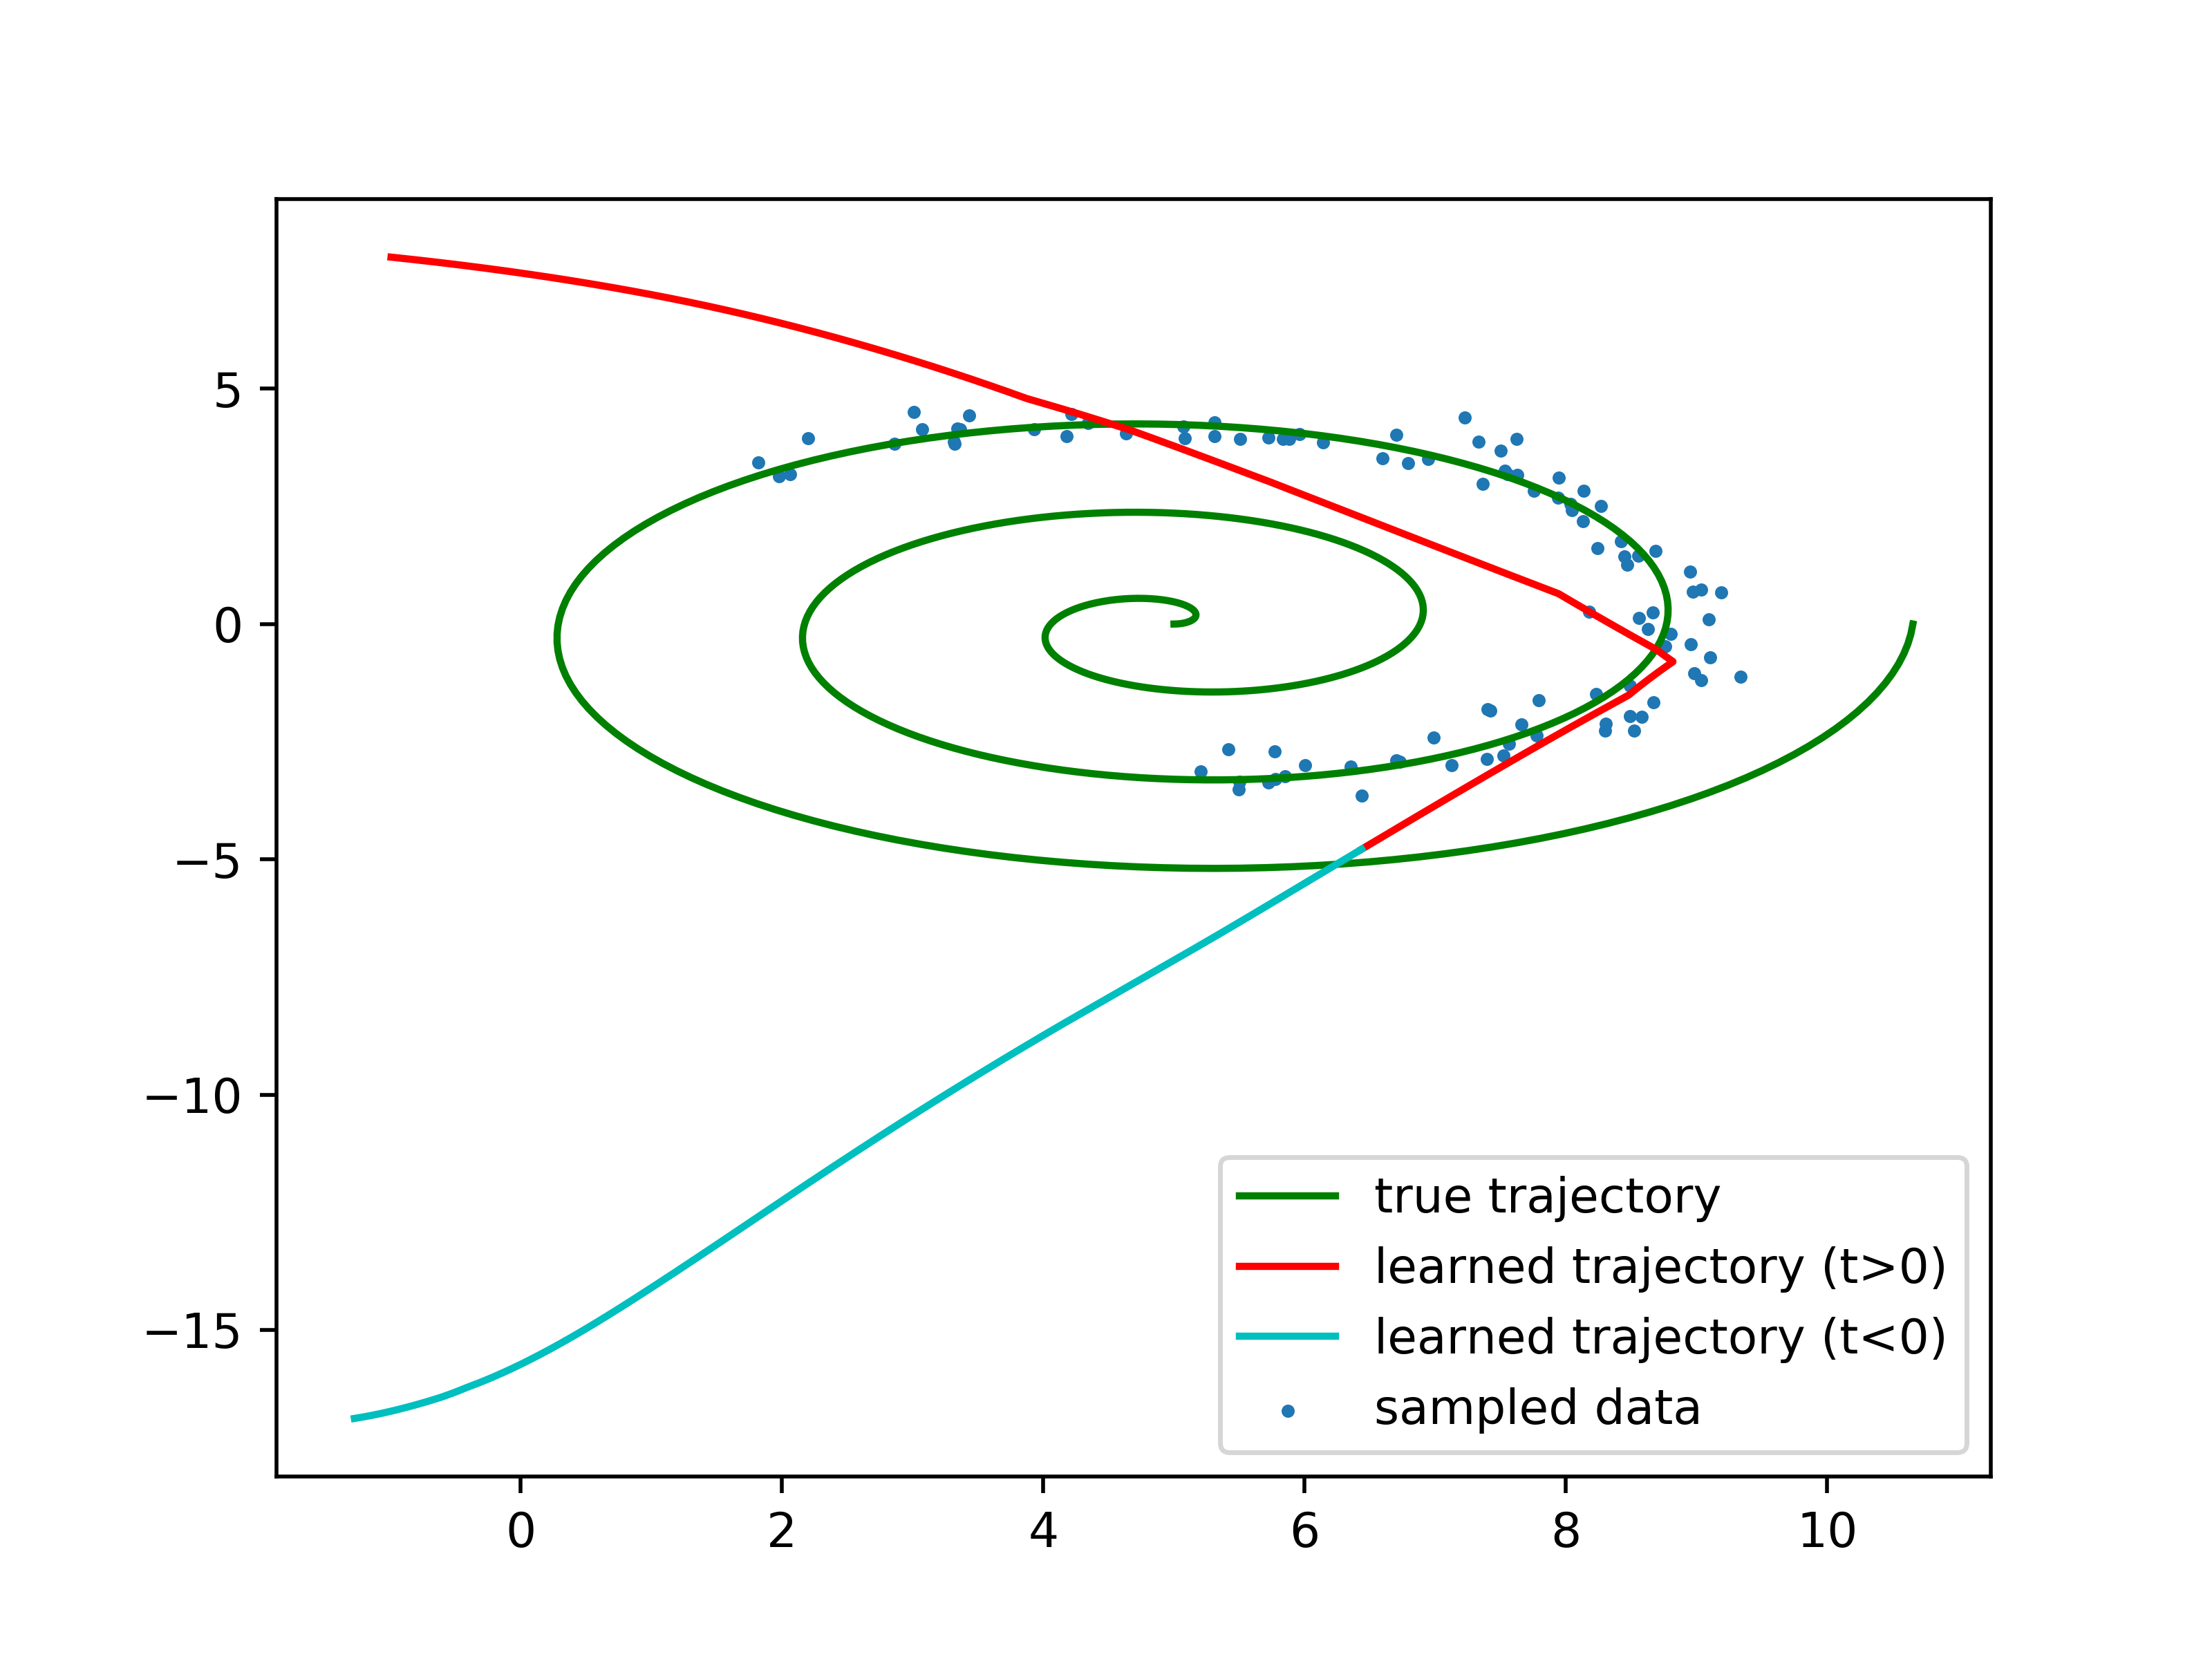 5
0
−5
−10
−15
0 2 4 6 8 10
true trajectory
learned trajectory (t>0)
learned trajectory (t<0)
sampled data